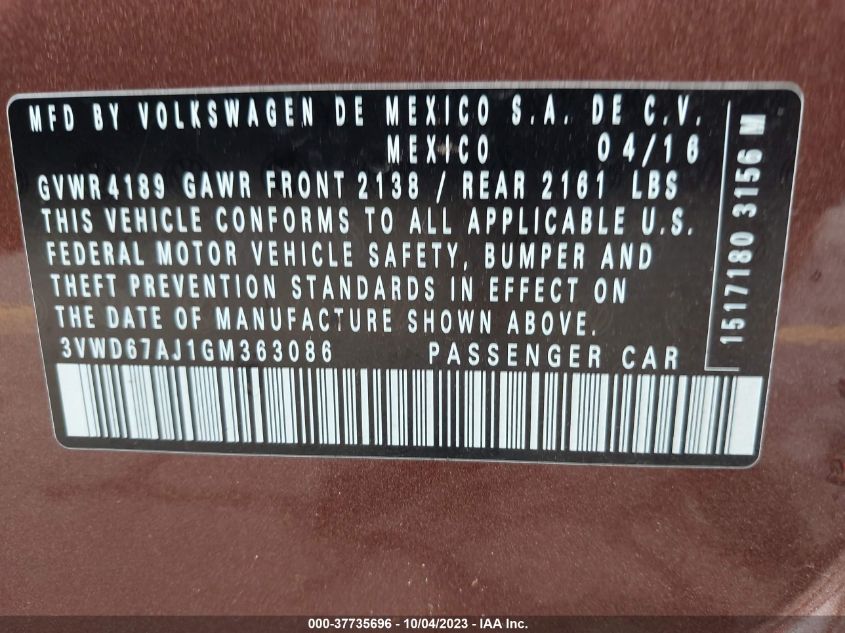 MFD BY VOLKSWAGEN DE MEXICO S.A. DE C.V.
MEXICO 04/16
GVWR 4189 GAWR FRONT 2138 / REAR 2161 LBS
THIS VEHICLE CONFORMS TO ALL APPLICABLE U.S.
FEDERAL MOTOR VEHICLE SAFETY, BUMPER AND
THEFT PREVENTION STANDARDS IN EFFECT ON
THE DATE OF MANUFACTURE SHOWN ABOVE.
3VWD67AJ1GM363086 PASSENGER CAR
1517180 3156 M
000-37735696 - 10/04/2023 - IAA Inc.